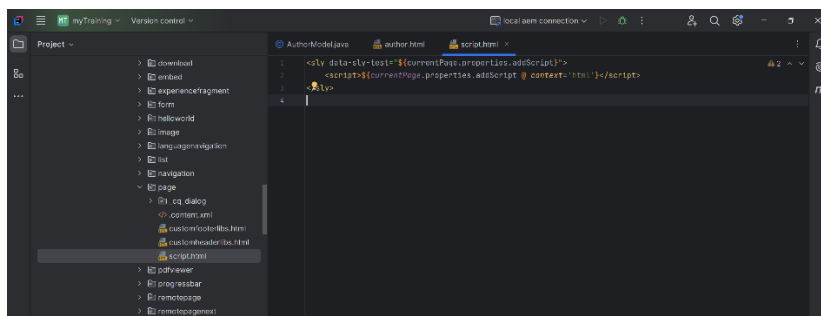 MT myTraining Version control local aem connection
Project
AuthorModel.java author.html script.html
download
embed
experiencefragment
form
helloworld
image
languagenavigation
list
navigation
page
_cq_dialog
.content.xml
customfooterlibs.html
customheaderlibs.html
script.html
pdfviewer
progressbar
remotepage
remotepagenext
1 <sly data-sly-test="${currentPage.properties.addScript}">
2 <script>${currentPage.properties.addScript @ context='html'}</script>
3 </sly>
4
2